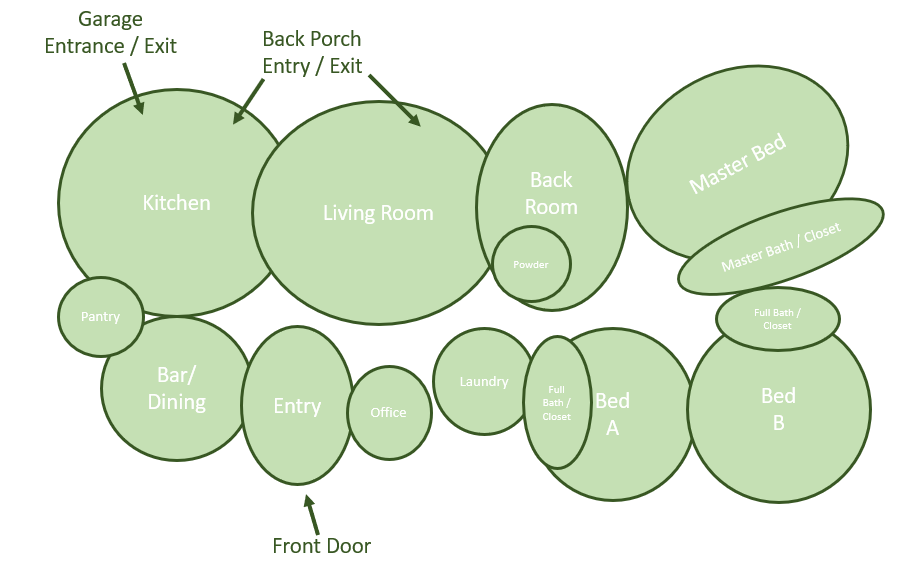 Garage
Entrance / Exit
Back Porch
Entry / Exit
Kitchen
Living Room
Back
Room
Powder
Master Bed
Master Bath / Closet
Pantry
Full Bath /
Closet
Bar/
Dining
Entry
Office
Laundry
Full
Bath /
Closet
Bed
A
Bed
B
Front Door